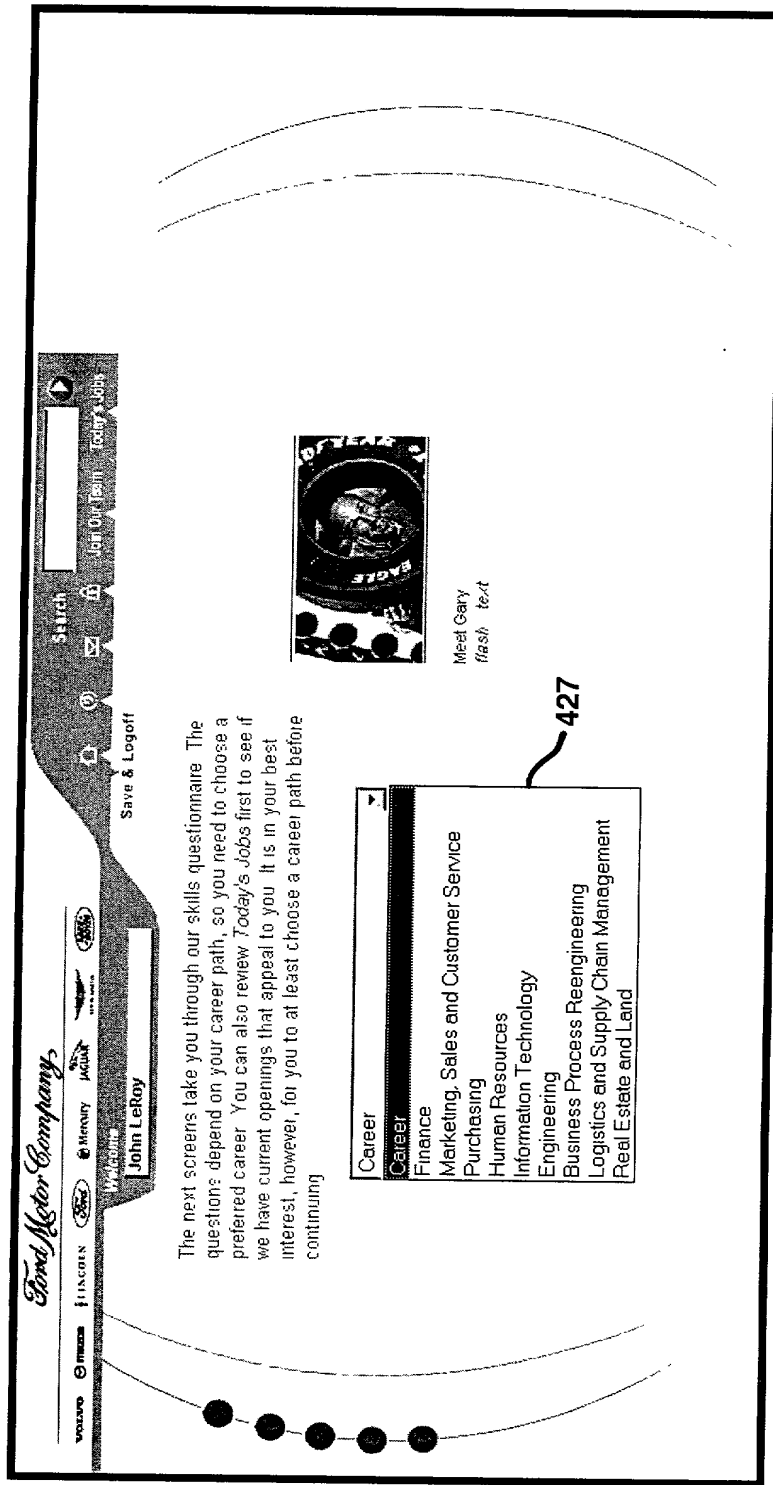 Ford Motor Company
VOLVO mazda LINCOLN Ford Mercury JAGUAR
Search
Join Our Team Today's Jobs
Welcome
John LeRoy
Save & Logoff
The next screens take you through our skills questionnaire The
questions depend on your career path, so you need to choose a
preferred career You can also review Today's Jobs first to see if
we have current openings that appeal to you It is in your best
interest, however, for you to at least choose a career path before
continuing
Career
Career
Finance
Marketing, Sales and Customer Service
Purchasing
Human Resources
Information Technology
Engineering
Business Process Reengineering
Logistics and Supply Chain Management
Real Estate and Land
427
EAGLE
Meet Gary
flash text